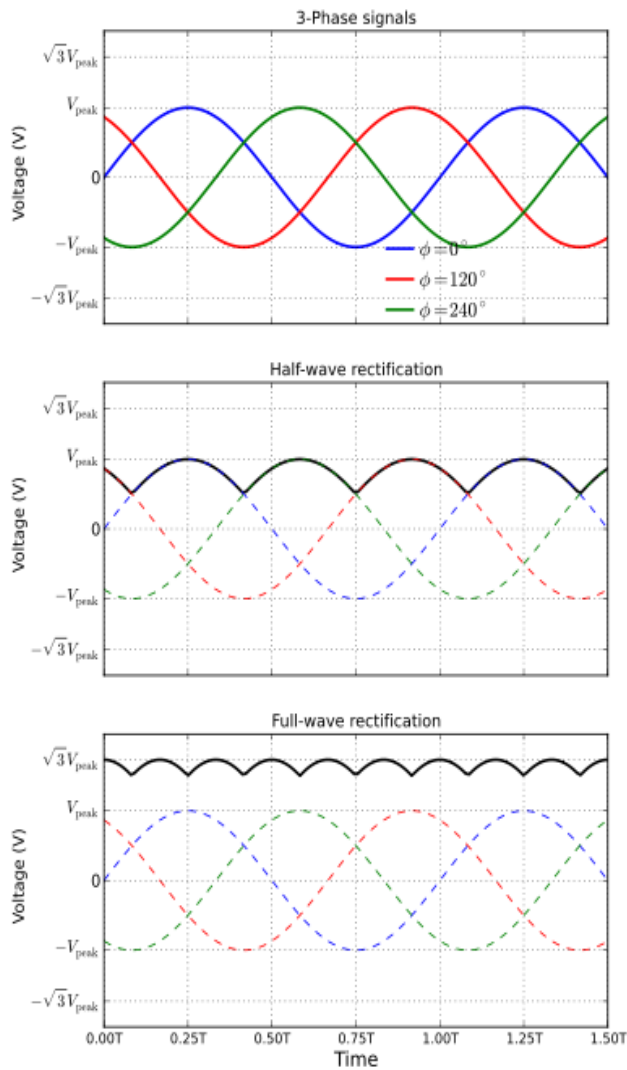 3-Phase signals
√3V_peak
V_peak
0
−V_peak
−√3V_peak
Voltage (V)
ϕ=0°
ϕ=120°
ϕ=240°
Half-wave rectification
√3V_peak
V_peak
0
−V_peak
−√3V_peak
Voltage (V)
Full-wave rectification
√3V_peak
V_peak
0
−V_peak
−√3V_peak
Voltage (V)
0.00T 0.25T 0.50T 0.75T 1.00T 1.25T 1.50T
Time